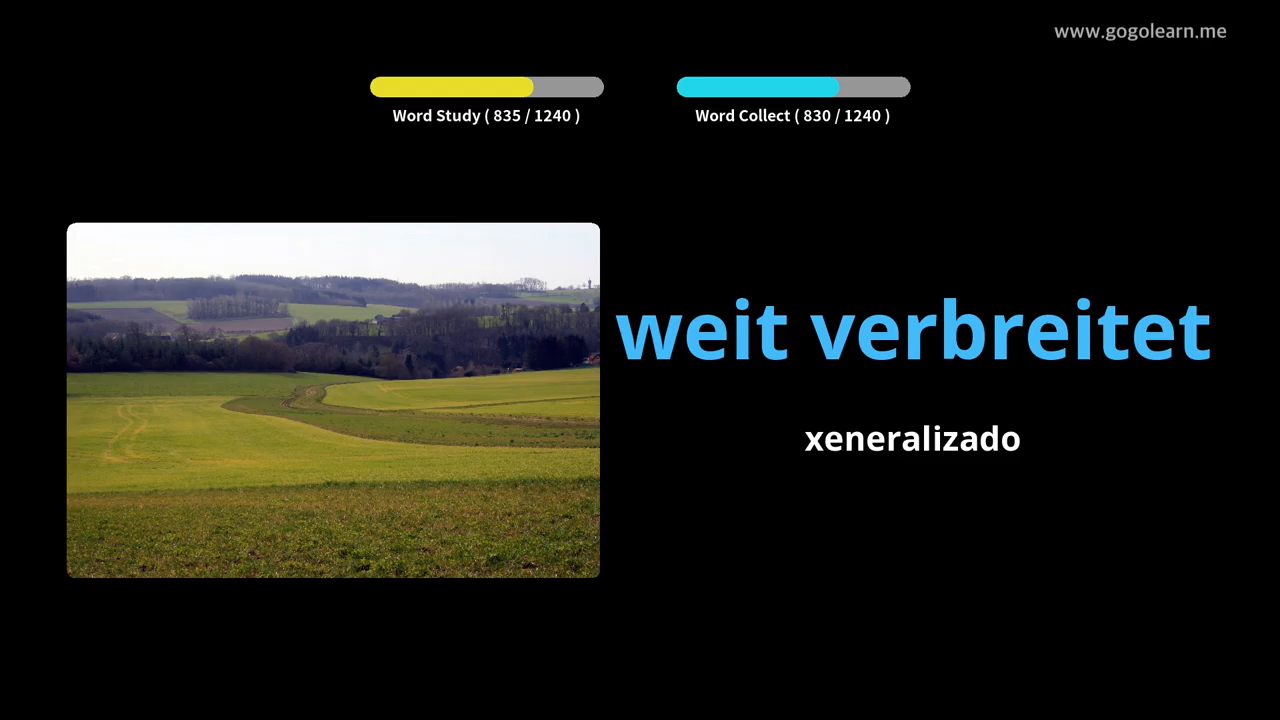 www.gogolearn.me
Word Study ( 835 / 1240 )
Word Collect ( 830 / 1240 )
weit verbreitet
xeneralizado